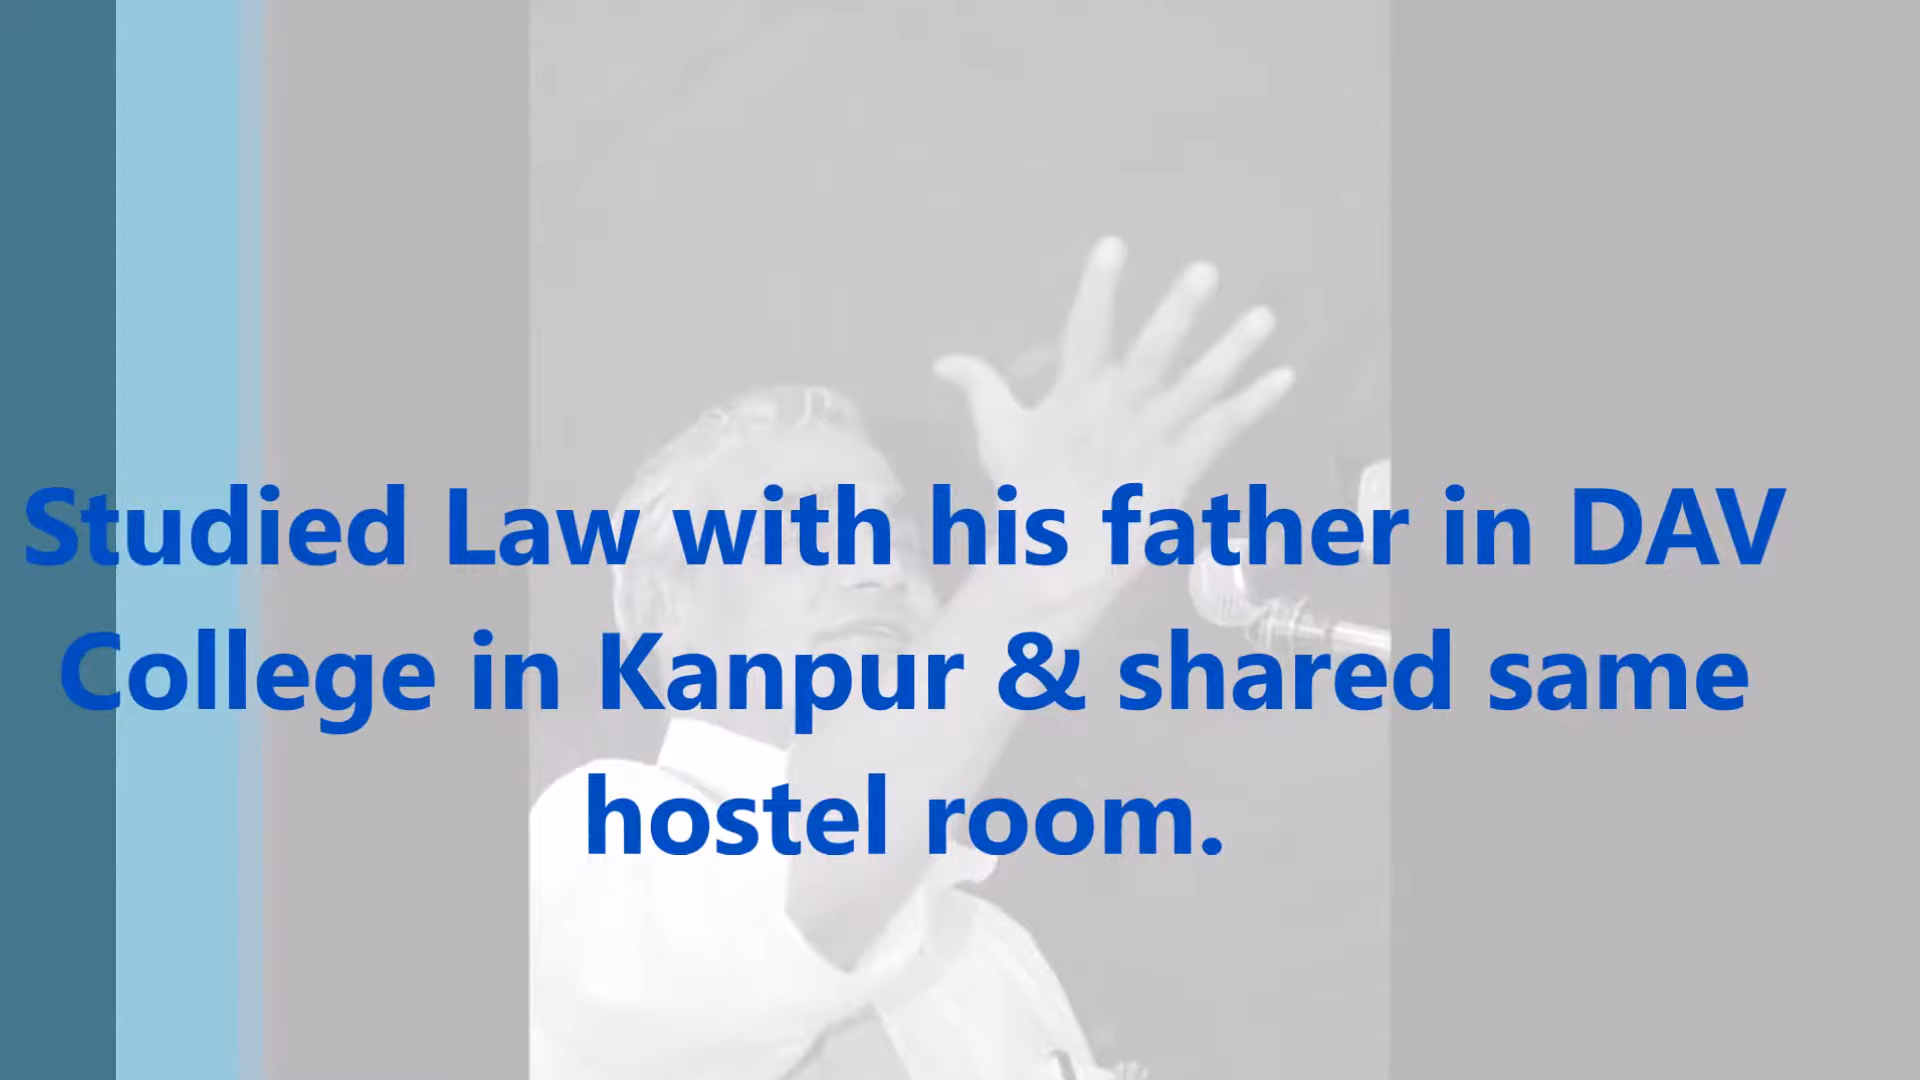 Studied Law with his father in DAV
College in Kanpur & shared same
hostel room.